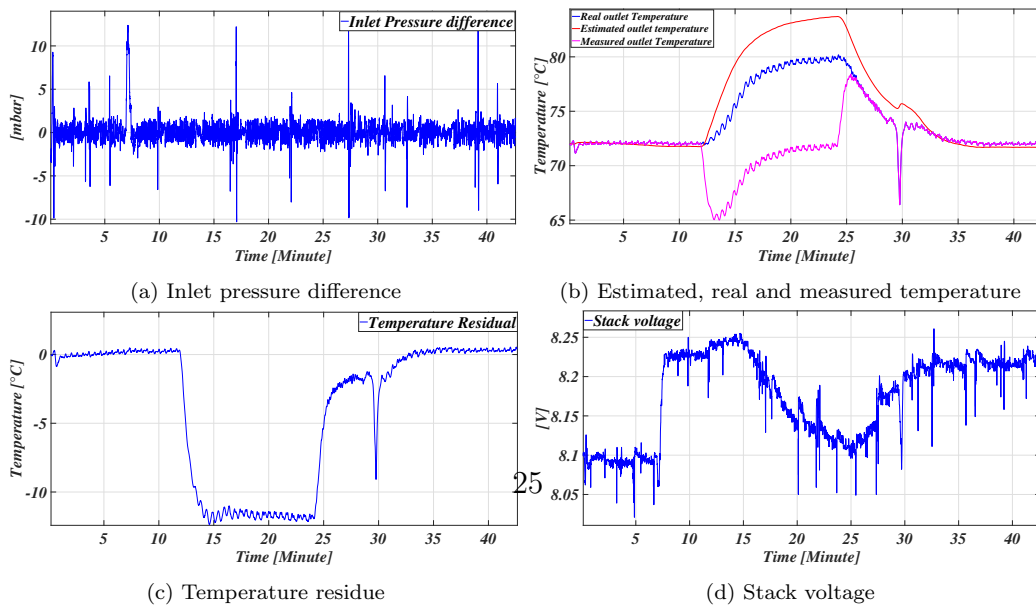 Inlet Pressure difference
[mbar]
10
5
0
-5
-10
5 10 15 20 25 30 35 40
Time [Minute]
(a) Inlet pressure difference
Real outlet Temperature
Estimated outlet temperature
Measured outlet Temperature
Temperature [°C]
80
75
70
65
5 10 15 20 25 30 35 40
Time [Minute]
(b) Estimated, real and measured temperature
Temperature Residual
Temperature [°C]
0
-5
-10
5 10 15 20 25 30 35 40
Time [Minute]
(c) Temperature residue
25
Stack voltage
[V]
8.25
8.2
8.15
8.1
8.05
5 10 15 20 25 30 35 40
Time [Minute]
(d) Stack voltage